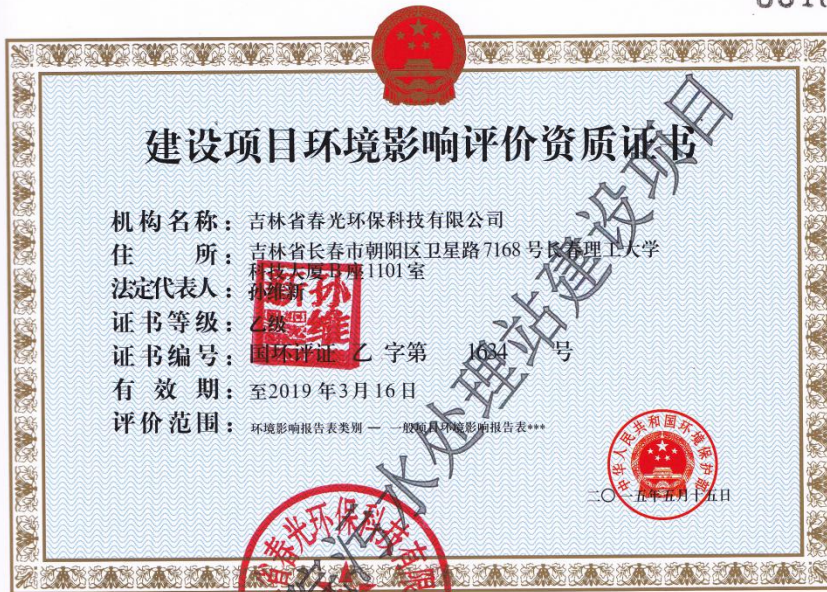 建设项目环境影响评价资质证书
机构名称：吉林省春光环保科技有限公司
住 所：吉林省长春市朝阳区卫星路7168号长春理工大学
科技大厦B座1101室
法定代表人：孙维新
证书等级：乙级
证书编号：国环评证 乙 字第 1634 号
有效期：至2019年3月16日
评价范围：环境影响报告表类别 — 一般项目环境影响报告表***
孙维新
水处理站建设项目
中华人民共和国环境保护部
二〇一五年五月十五日
省春光环保科技有限